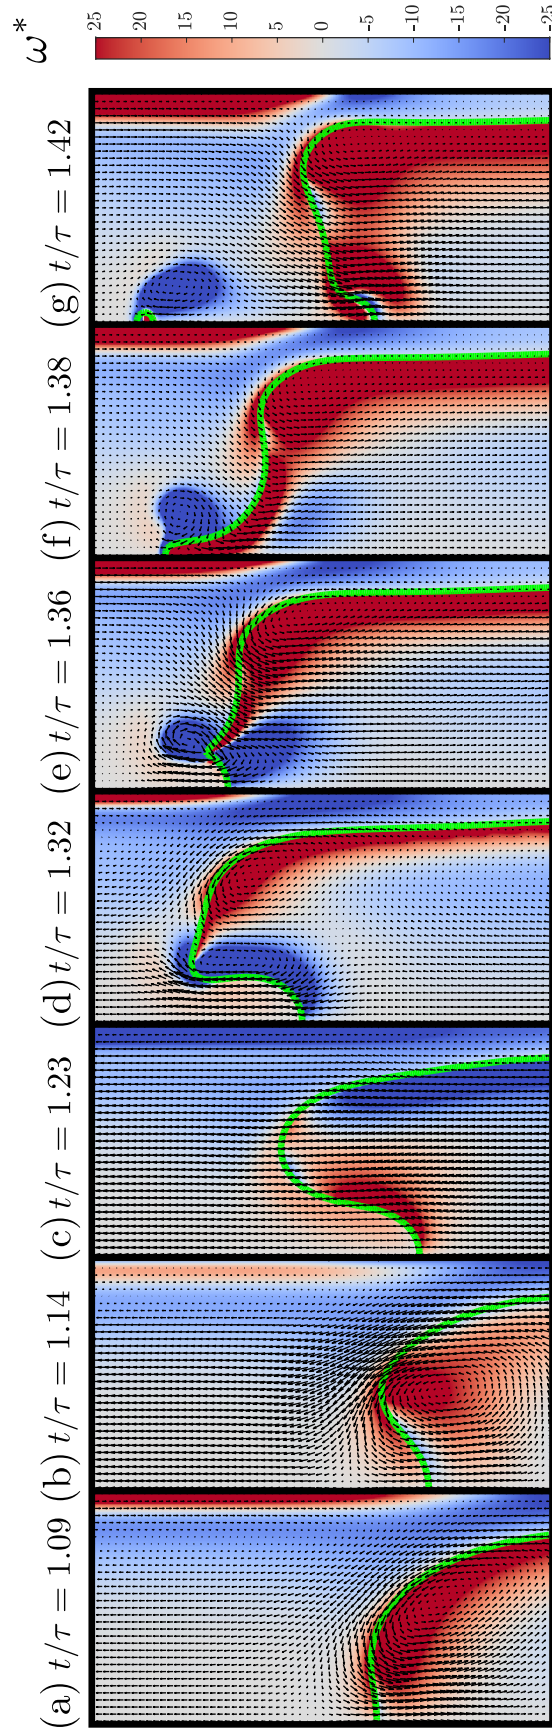 (a) t/τ = 1.09
(b) t/τ = 1.14
(c) t/τ = 1.23
(d) t/τ = 1.32
(e) t/τ = 1.36
(f) t/τ = 1.38
(g) t/τ = 1.42
ω*
25
20
15
10
5
0
-5
-10
-15
-20
-25